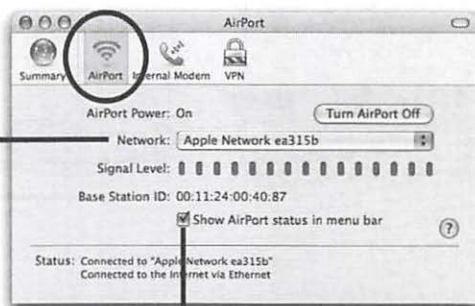 AirPort
Summary AirPort Internal Modem VPN
AirPort Power: On Turn AirPort Off
Network: Apple Network ea315b
Signal Level:
Base Station ID: 00:11:24:00:40:87
Show AirPort status in menu bar
?
Status: Connected to "Apple Network ea315b"
Connected to the Internet via Ethernet